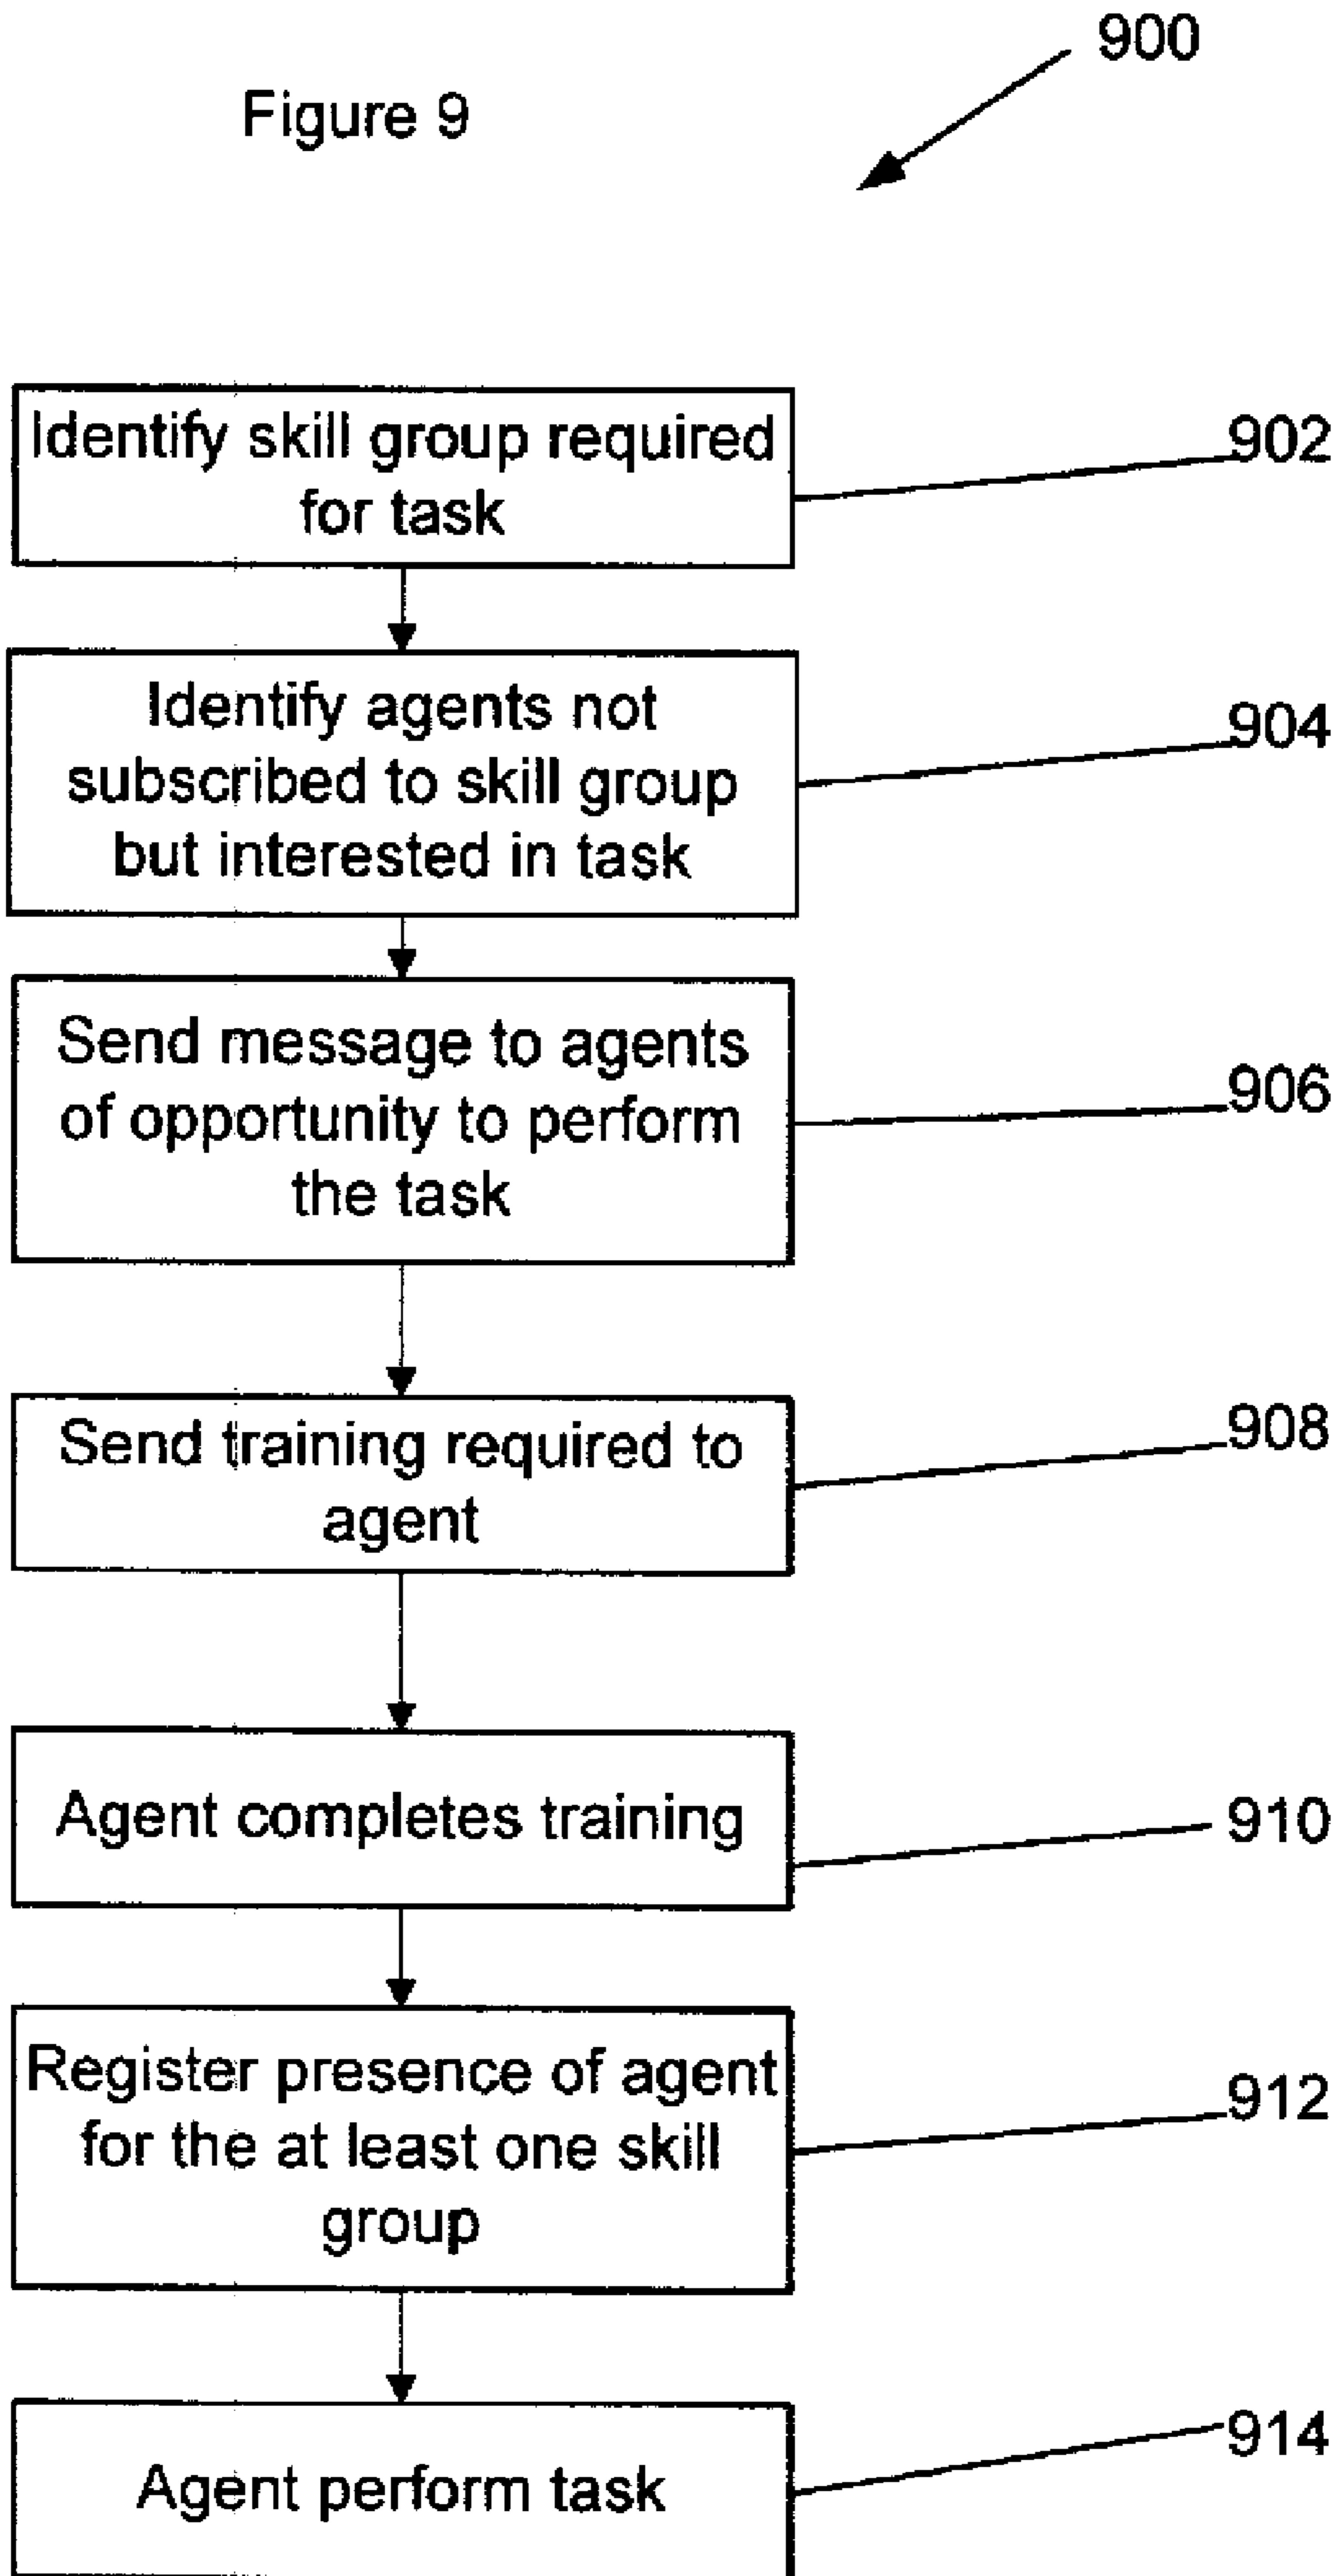 900
Figure 9
Identify skill group required
for task
902
Identify agents not
subscribed to skill group
but interested in task
904
Send message to agents
of opportunity to perform
the task
906
Send training required to
agent
908
Agent completes training
910
Register presence of agent
for the at least one skill
group
912
Agent perform task
914